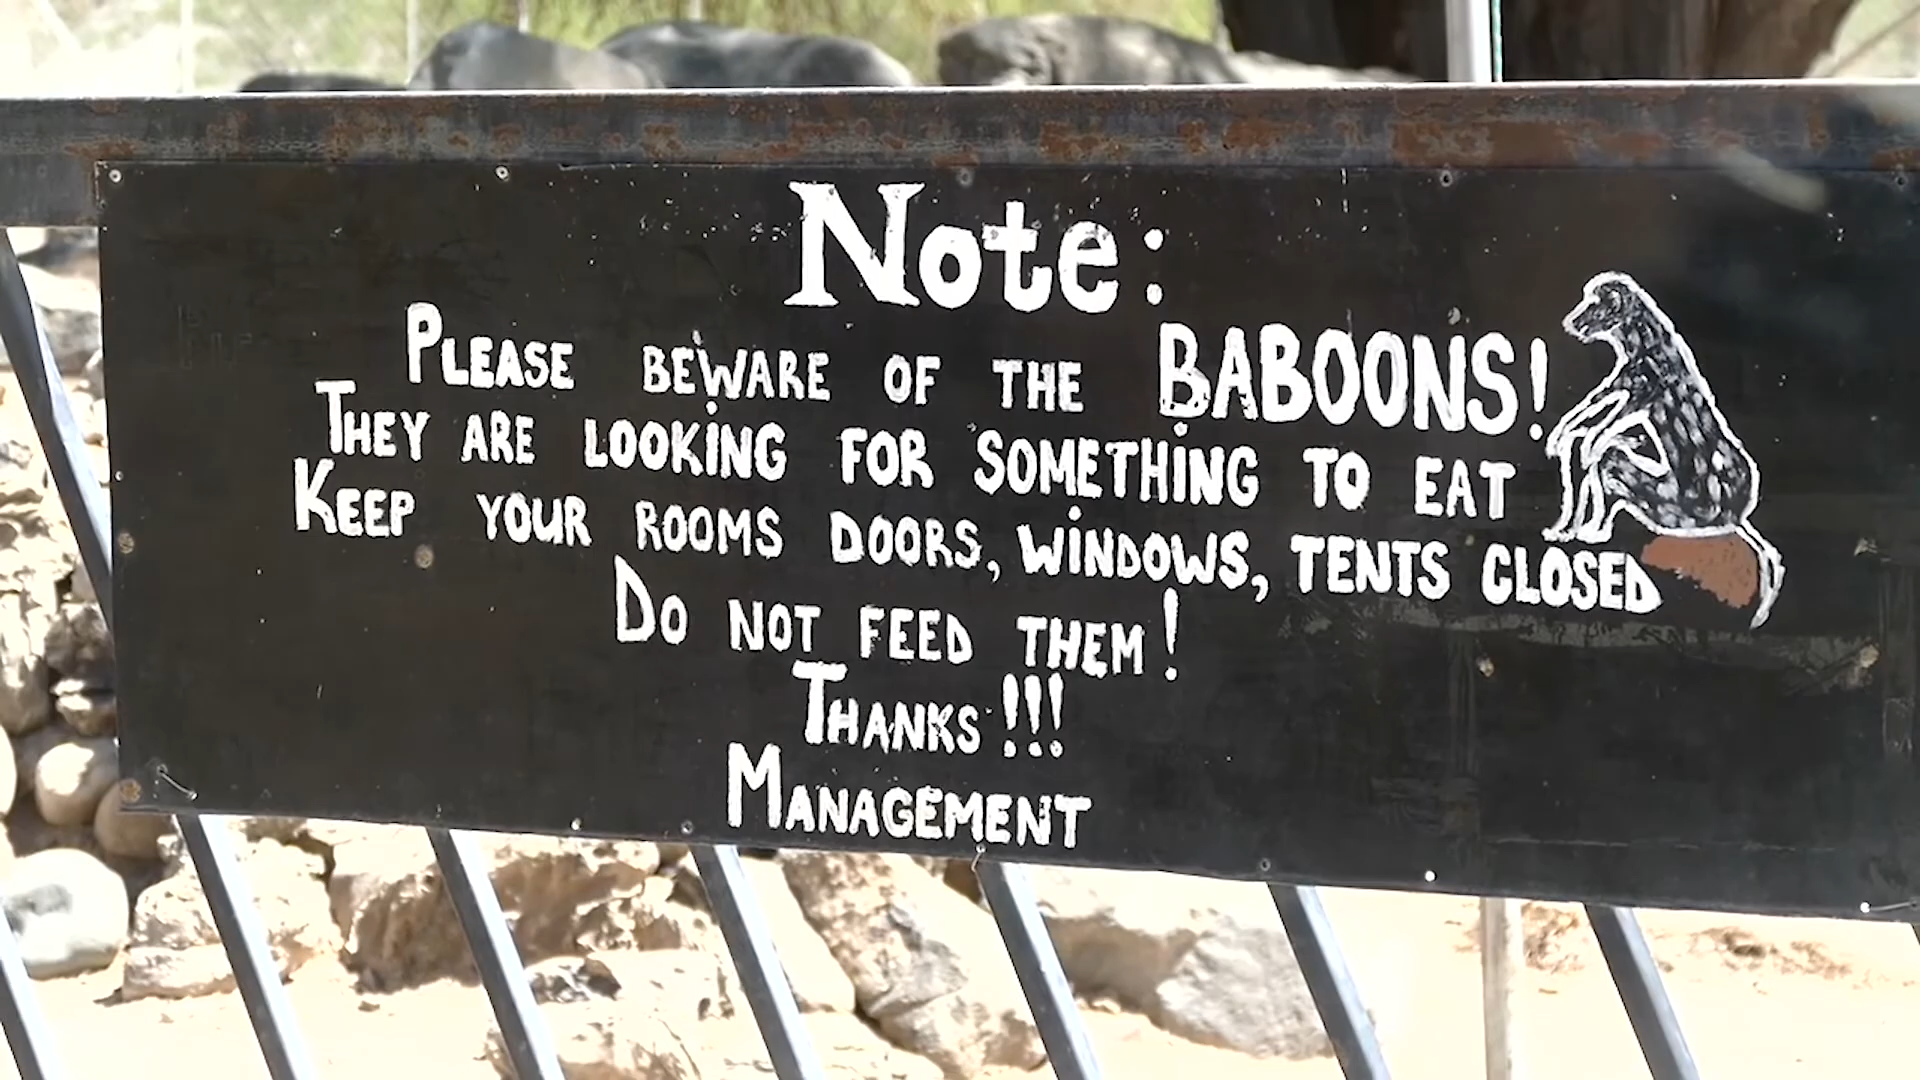 Note:
PLEASE BEWARE OF THE BABOONS!
THEY ARE LOOKING FOR SOMETHING TO EAT
KEEP YOUR ROOMS DOORS, WINDOWS, TENTS CLOSED
DO NOT FEED THEM!
THANKS!!!
MANAGEMENT